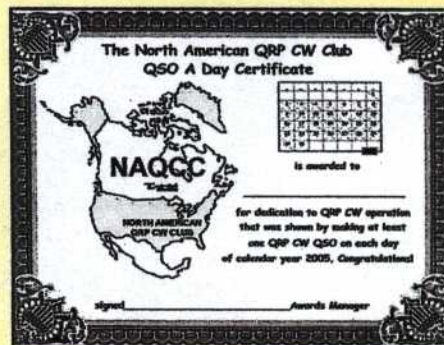 The North American QRP CW Club
QSO A Day Certificate
NAQCC
NORTH AMERICAN
QRP CW CLUB
is awarded to
for dedication to QRP CW operation
that was shown by making at least
one QRP CW QSO on each day
of calendar year 2005, Congratulations!
signed Awards Manager